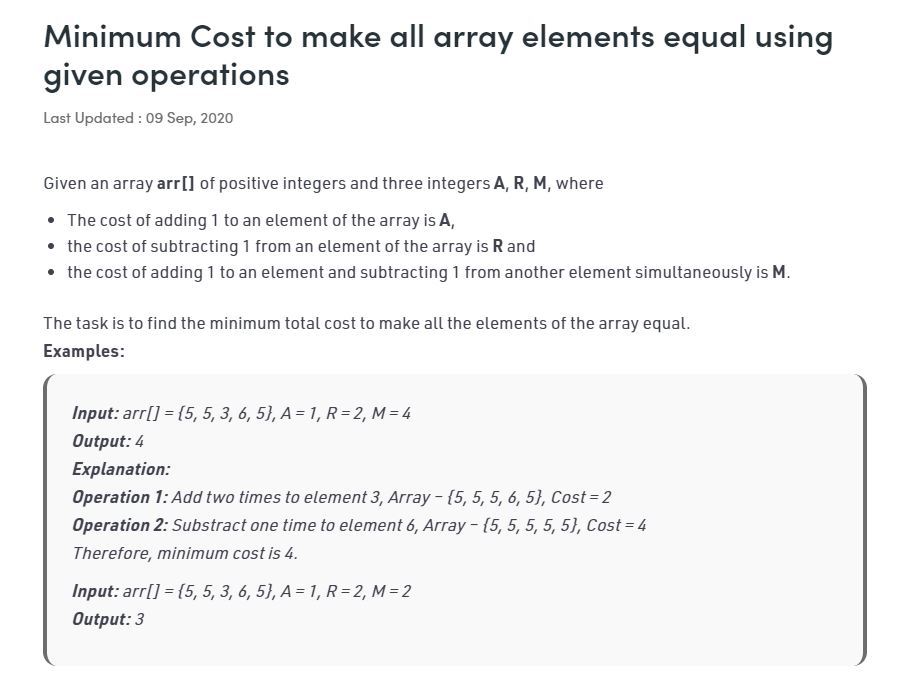 Minimum Cost to make all array elements equal using
given operations
Last Updated : 09 Sep, 2020
Given an array arr[] of positive integers and three integers A, R, M, where
• The cost of adding 1 to an element of the array is A,
• the cost of subtracting 1 from an element of the array is R and
• the cost of adding 1 to an element and subtracting 1 from another element simultaneously is M.
The task is to find the minimum total cost to make all the elements of the array equal.
Examples:
Input: arr[] = {5, 5, 3, 6, 5}, A = 1, R = 2, M = 4
Output: 4
Explanation:
Operation 1: Add two times to element 3, Array – {5, 5, 5, 6, 5}, Cost = 2
Operation 2: Substract one time to element 6, Array – {5, 5, 5, 5, 5}, Cost = 4
Therefore, minimum cost is 4.
Input: arr[] = {5, 5, 3, 6, 5}, A = 1, R = 2, M = 2
Output: 3